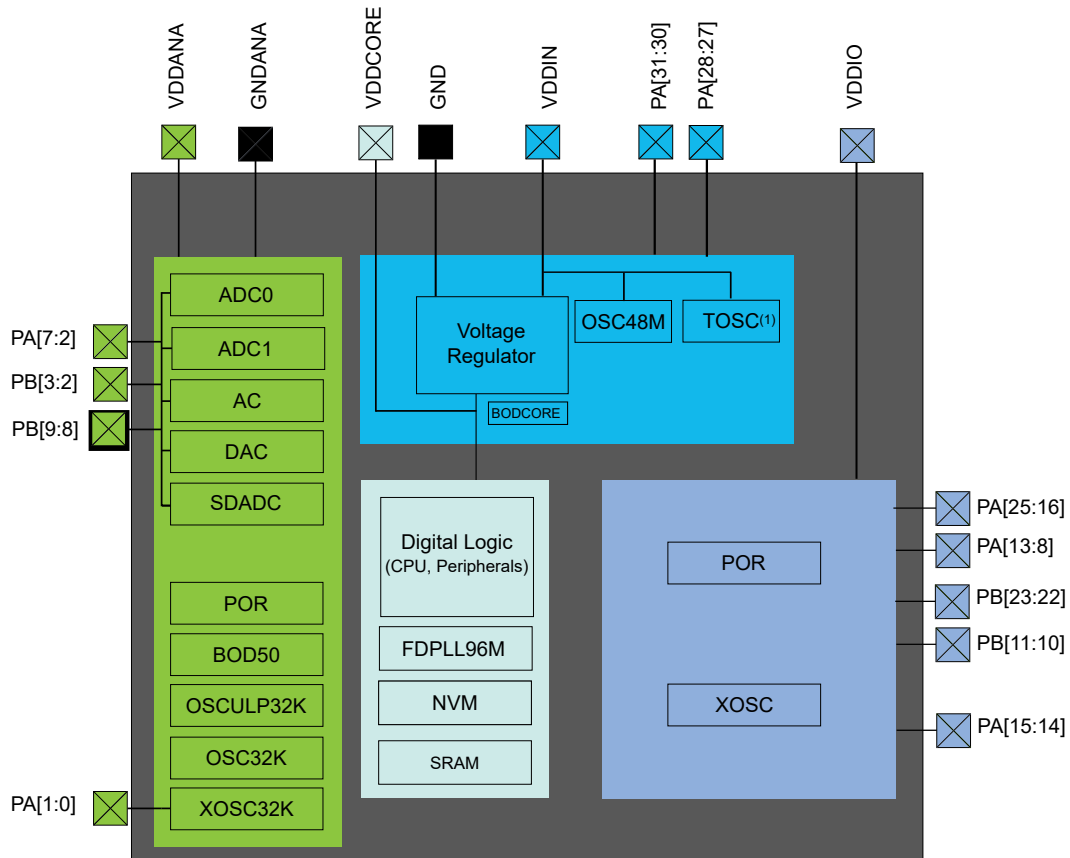 VDDANA
GNDANA
VDDCORE
GND
VDDIN
PA[31:30]
PA[28:27]
VDDIO
ADC0
ADC1
AC
DAC
SDADC
POR
BOD50
OSCULP32K
OSC32K
XOSC32K
PA[7:2]
PB[3:2]
PB[9:8]
PA[1:0]
Voltage
Regulator
OSC48M
TOSC(1)
BODCORE
Digital Logic
(CPU, Peripherals)
FDPLL96M
NVM
SRAM
POR
XOSC
PA[25:16]
PA[13:8]
PB[23:22]
PB[11:10]
PA[15:14]